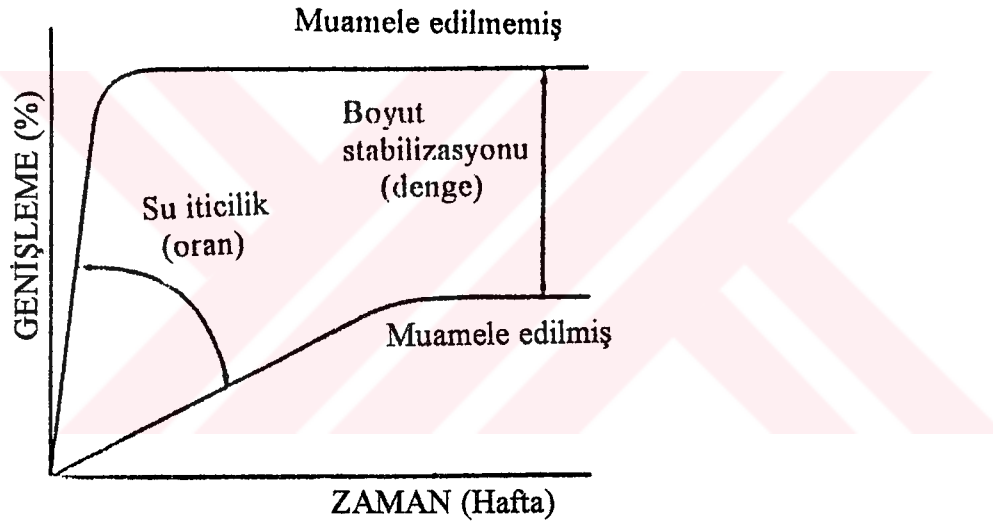 Muamele edilmemiş
GENİŞLEME (%)
Boyut
stabilizasyonu
(denge)
Su iticilik
(oran)
Muamele edilmiş
ZAMAN (Hafta)